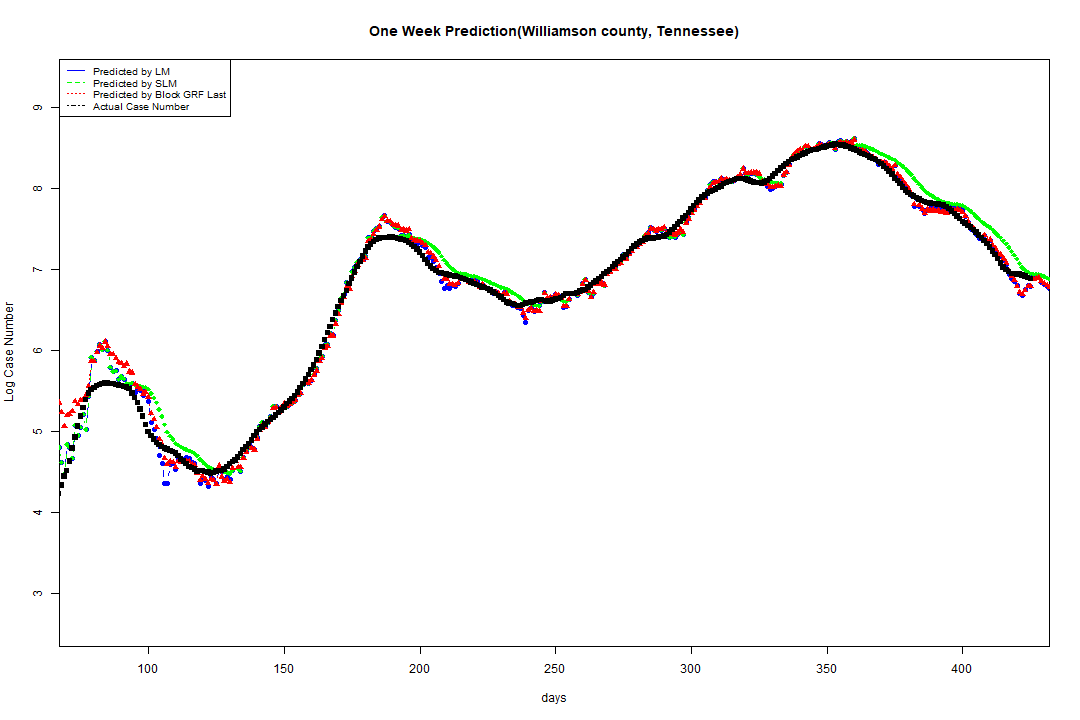 One Week Prediction(Williamson county, Tennessee)
Predicted by LM
Predicted by SLM
Predicted by Block GRF Last
Actual Case Number
Log Case Number
9
8
7
6
5
4
3
100 150 200 250 300 350 400
days